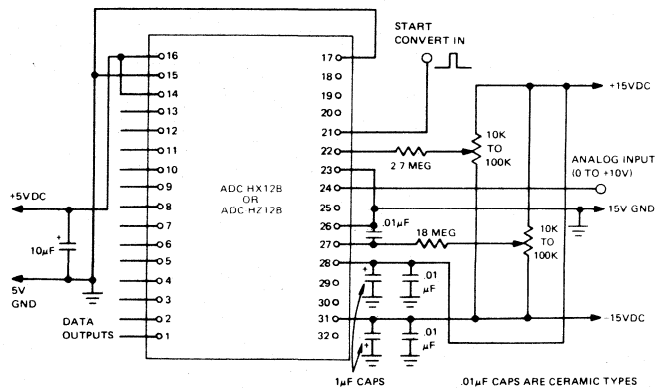 START
CONVERT IN
16
15
14
13
12
11
10
9
8
7
6
5
4
3
2
1
17
18
19
20
21
22
23
24
25
26
27
28
29
30
31
32
ADC HX12B
OR
ADC HZ12B
+5VDC
+
10μF
5V
GND
DATA
OUTPUTS
2.7 MEG
10K
TO
100K
+15VDC
ANALOG INPUT
(0 TO +10V)
15V GND
.01μF
+
18 MEG
10K
TO
100K
+
.01
μF
-15VDC
+
.01
μF
1μF CAPS
.01μF CAPS ARE CERAMIC TYPES